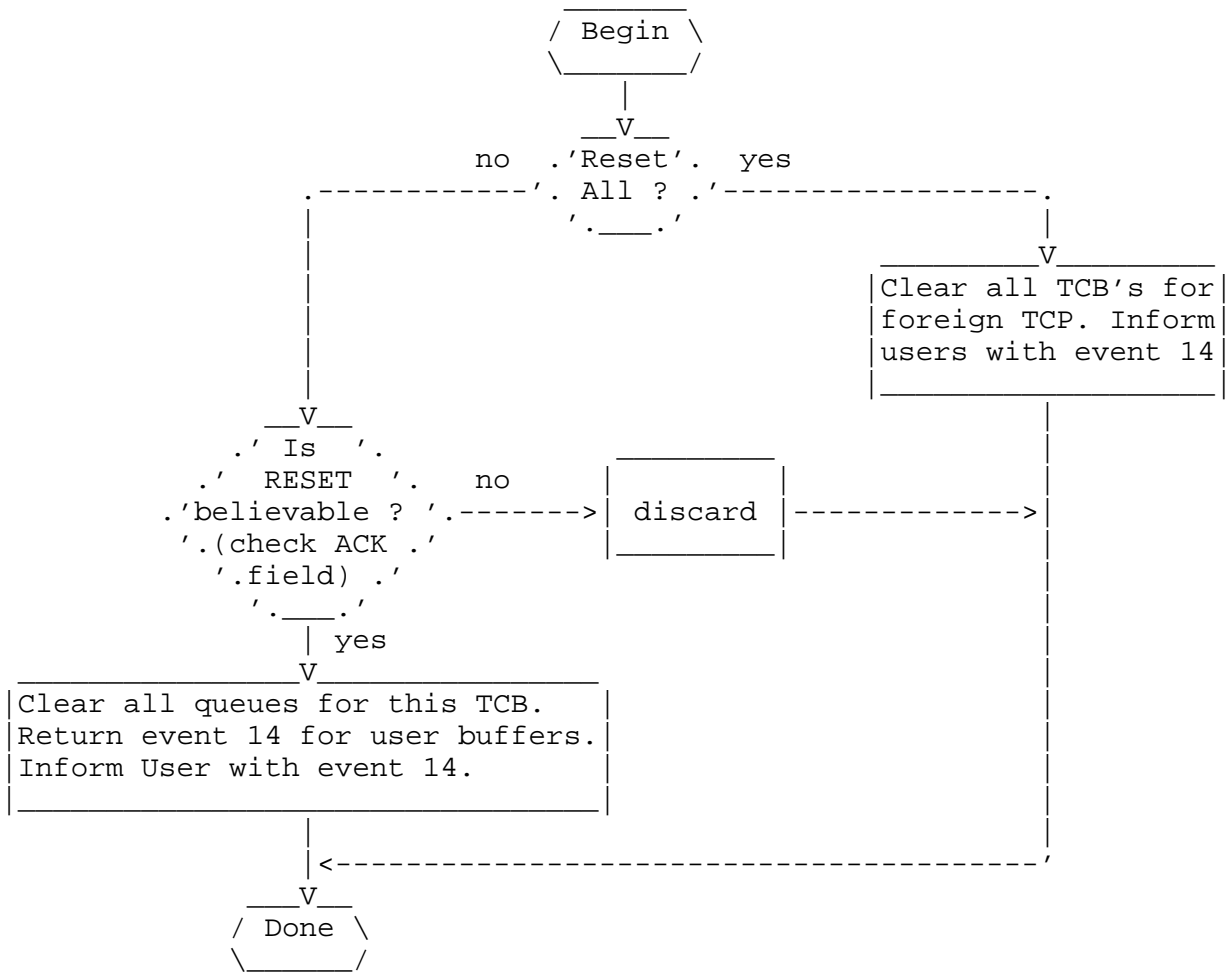 Begin
no Reset yes
All ?
Clear all TCB's for
foreign TCP. Inform
users with event 14
Is
RESET no
believable ? discard
(check ACK
field)
yes
Clear all queues for this TCB.
Return event 14 for user buffers.
Inform User with event 14.
Done